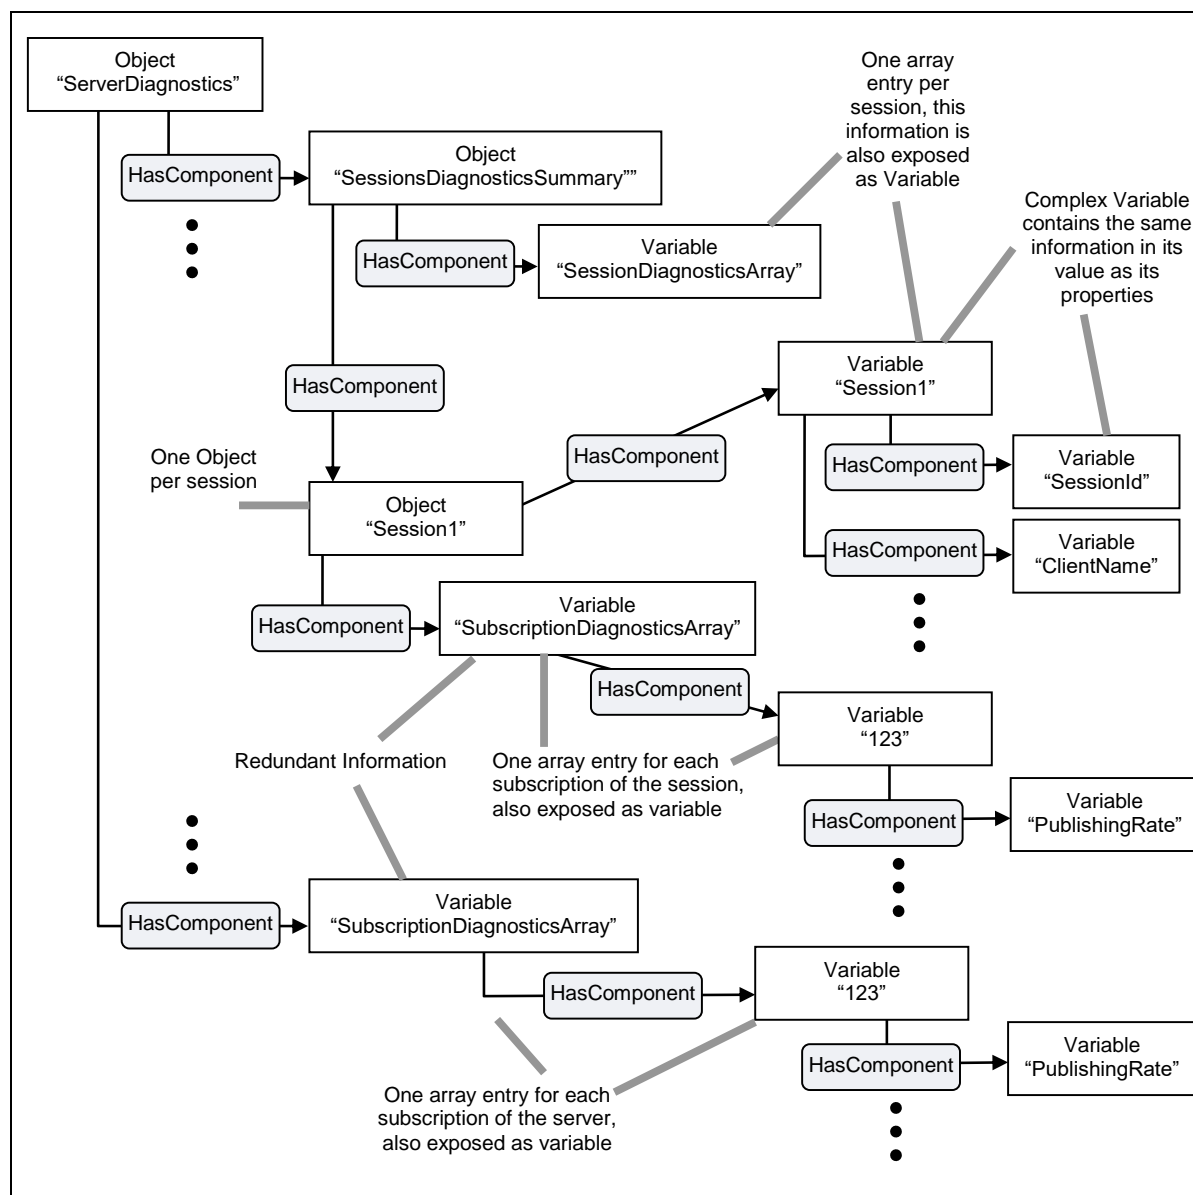 Object
“ServerDiagnostics”
One array
entry per
session, this
information is
also exposed
as Variable
HasComponent
Object
“SessionsDiagnosticsSummary””
Complex Variable
contains the same
information in its
value as its
properties
HasComponent
Variable
“SessionDiagnosticsArray”
HasComponent
Variable
“Session1”
One Object
per session
HasComponent
HasComponent
Variable
“SessionId”
Object
“Session1”
HasComponent
Variable
“ClientName”
HasComponent
Variable
“SubscriptionDiagnosticsArray”
HasComponent
Variable
“123”
Redundant Information
One array entry for each
subscription of the session,
also exposed as variable
HasComponent
Variable
“PublishingRate”
HasComponent
Variable
“SubscriptionDiagnosticsArray”
HasComponent
Variable
“123”
HasComponent
Variable
“PublishingRate”
One array entry for each
subscription of the server,
also exposed as variable